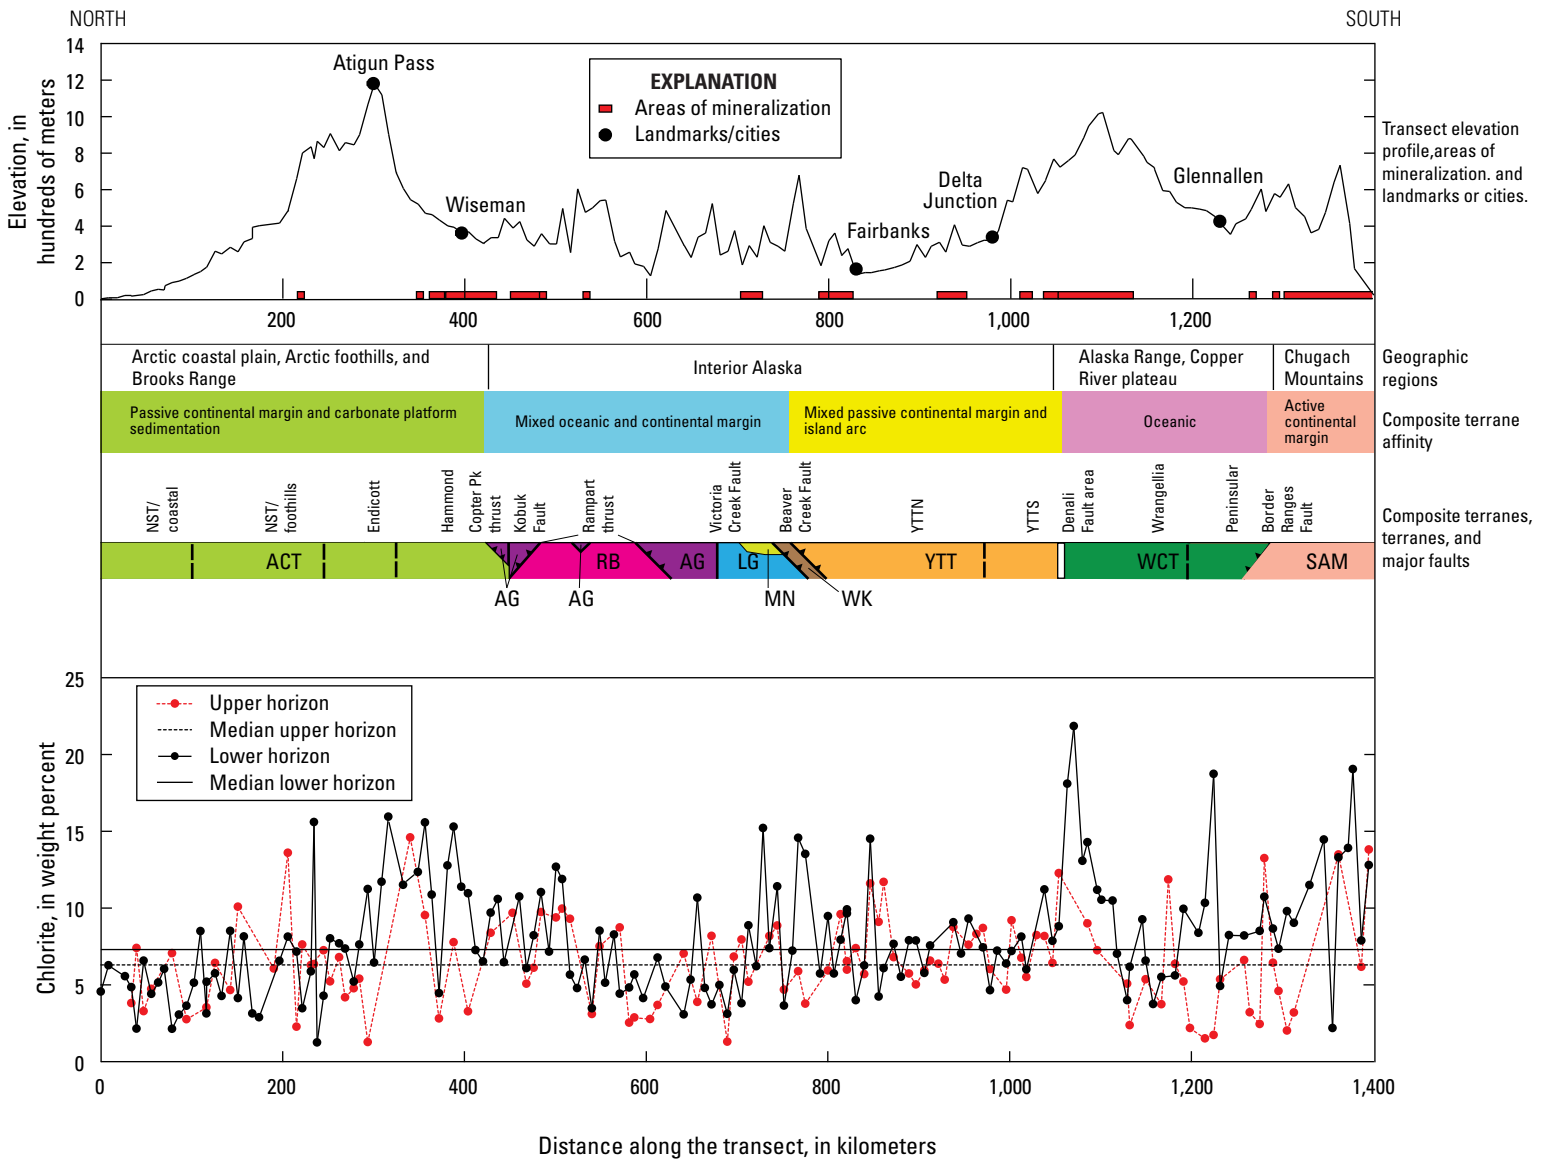 NORTH
SOUTH
Elevation, in
hundreds of meters
14
12
10
8
6
4
2
0
Atigun Pass
Wiseman
Fairbanks
Delta
Junction
Glennallen
EXPLANATION
Areas of mineralization
Landmarks/cities
Transect elevation
profile,areas of
mineralization. and
landmarks or cities.
200
400
600
800
1,000
1,200
Arctic coastal plain, Arctic foothills, and
Brooks Range
Interior Alaska
Alaska Range, Copper
River plateau
Chugach
Mountains
Geographic
regions
Passive continental margin and carbonate platform
sedimentation
Mixed oceanic and continental margin
Mixed passive continental margin and
island arc
Oceanic
Active
continental
margin
Composite terrane
affinity
NST/
coastal
NST/
foothills
Endicott
Hammond
Copter Pk
thrust
Kobuk
Fault
Rampart
thrust
Victoria
Creek Fault
Beaver
Creek Fault
YTTN
YTTS
Denali
Fault area
Wrangellia
Peninsular
Border
Ranges
Fault
Composite terranes,
terranes, and
major faults
ACT
RB
AG
LG
YTT
WCT
SAM
AG
AG
MN
WK
Chlorite, in weight percent
25
20
15
10
5
0
Upper horizon
Median upper horizon
Lower horizon
Median lower horizon
0
200
400
600
800
1,000
1,200
1,400
Distance along the transect, in kilometers